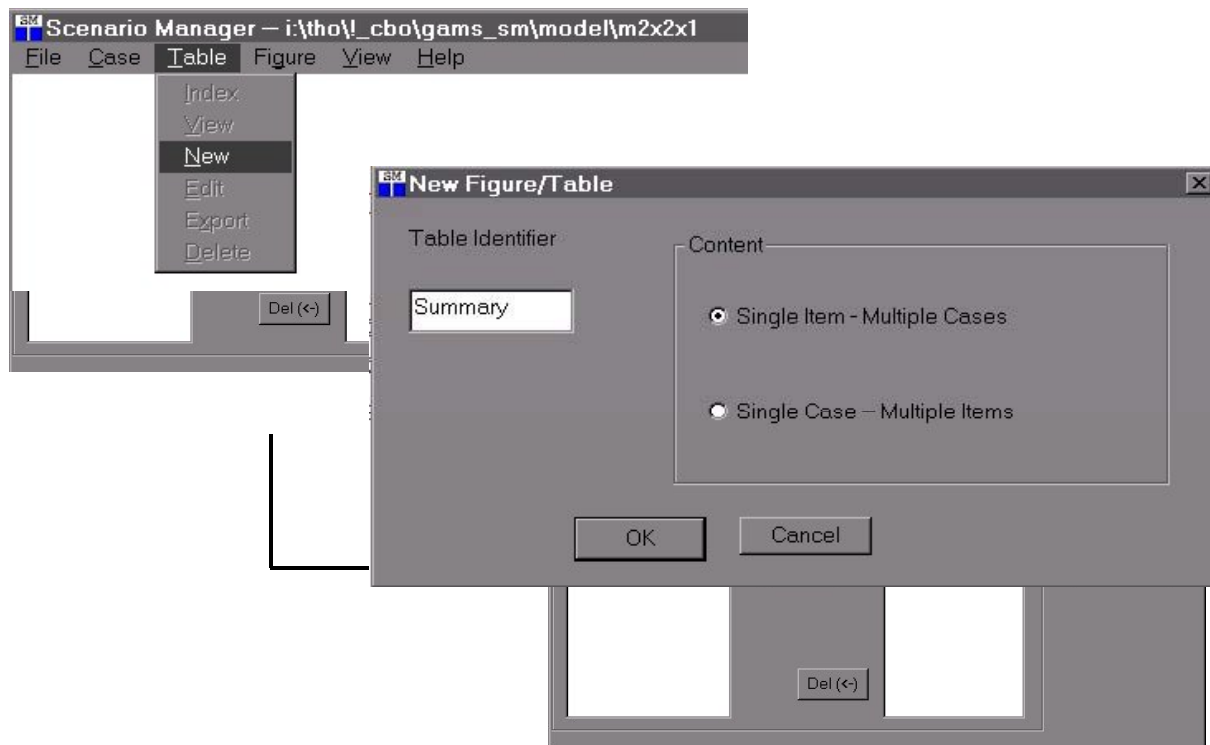 SM Scenario Manager – i:\tho\!_cbo\gams_sm\model\m2x2x1
File Case Table Figure View Help
Index
View
New
Edit
Export
Delete
Del (<-)
SM New Figure/Table
Table Identifier
Summary
Content
Single Item - Multiple Cases
Single Case – Multiple Items
OK Cancel
Del (<-)